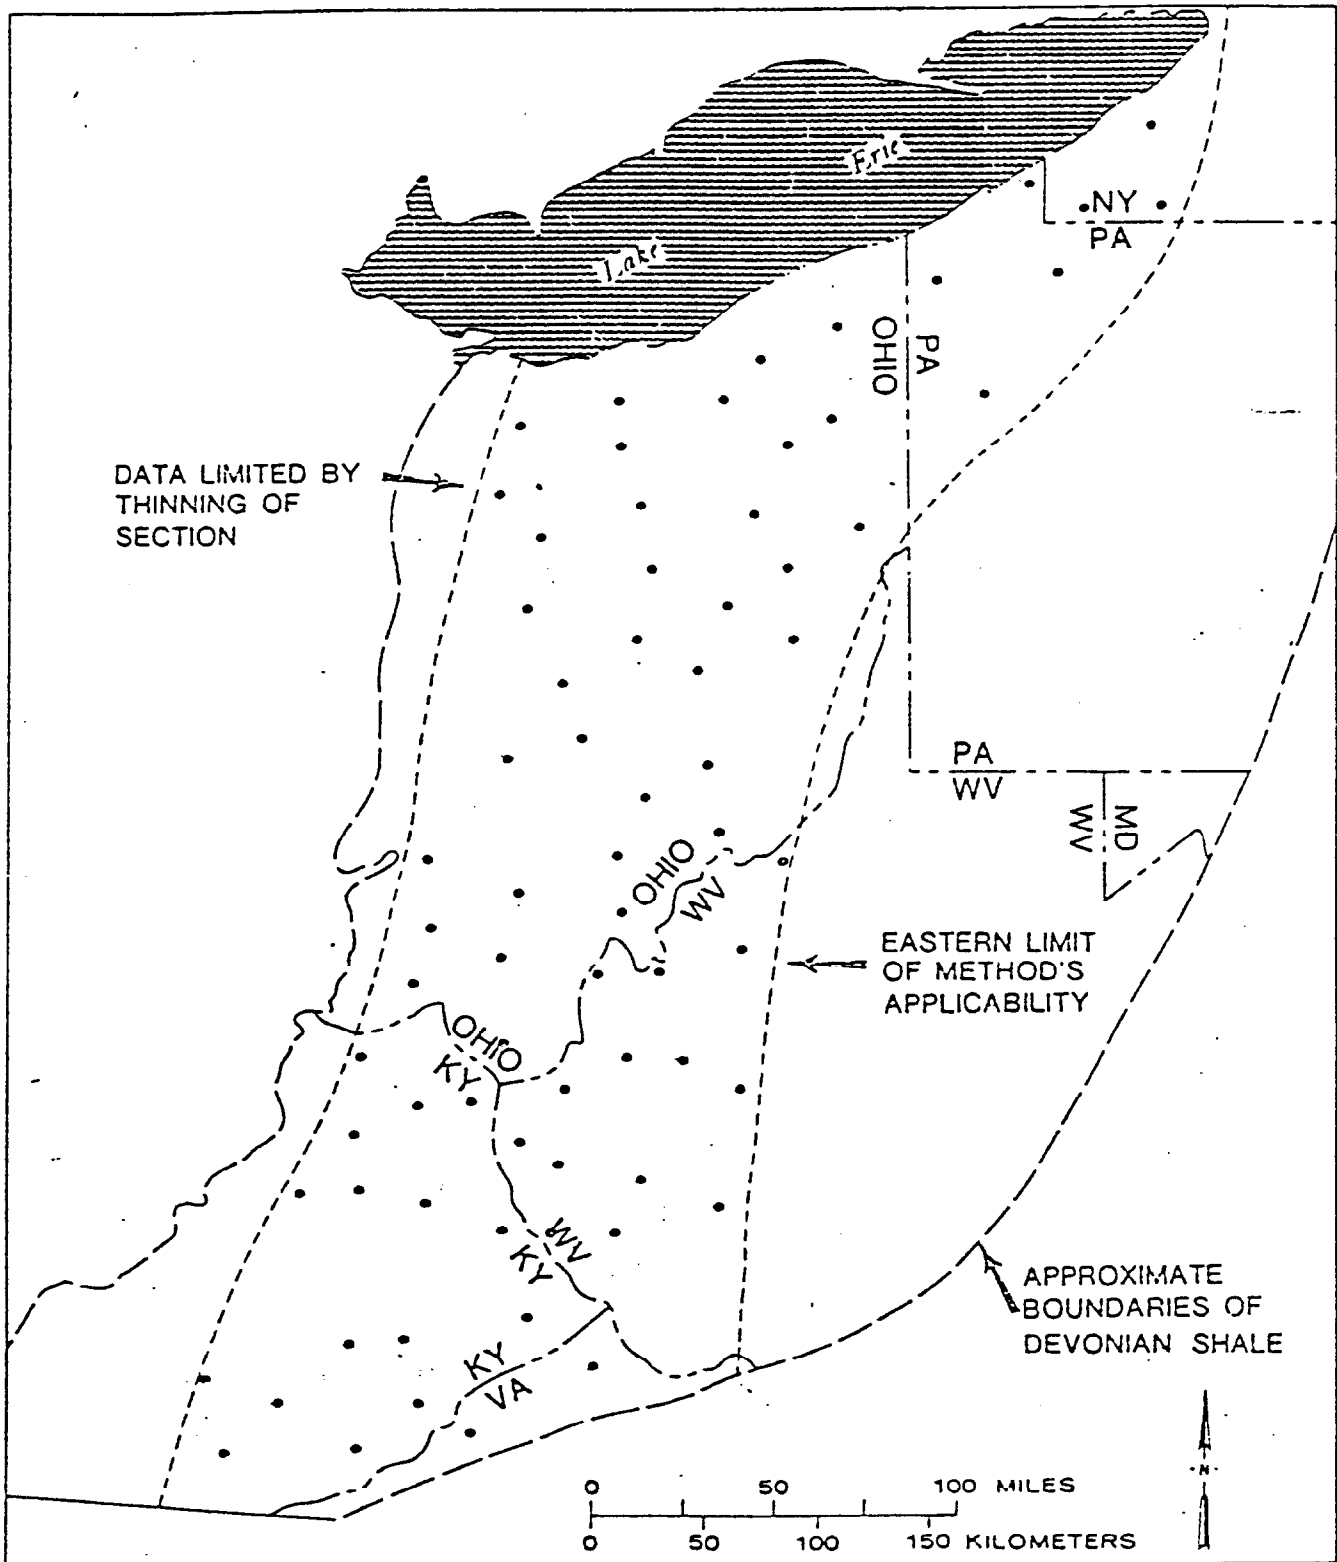 Erie
Lake
NY
PA
PA
OHIO
DATA LIMITED BY
THINNING OF
SECTION
PA
WV
MD
WV
OHIO
WV
EASTERN LIMIT
OF METHOD'S
APPLICABILITY
OHIO
KY
WV
KY
APPROXIMATE
BOUNDARIES OF
DEVONIAN SHALE
KY
VA
0 50 100 MILES
0 50 100 150 KILOMETERS
N